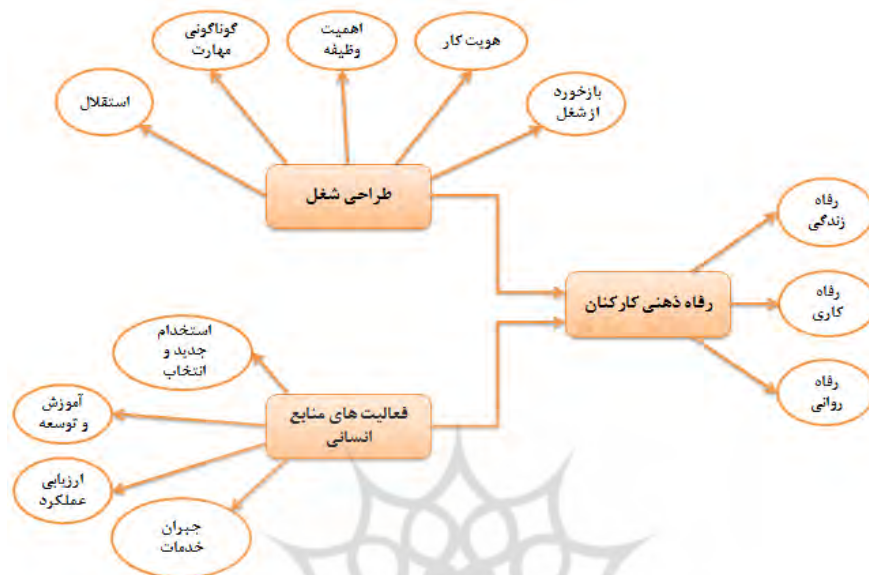 گوناگونی
مهارت
اهمیت
وظیفه
هویت کار
استقلال
بازخورد
از شغل
طراحی شغل
رفاه
زندگی
رفاه ذهنی کارکنان
رفاه
کاری
رفاه
روانی
استخدام
جدید و
انتخاب
آموزش
و توسعه
فعالیت های منابع
انسانی
ارزیابی
عملکرد
جبران
خدمات